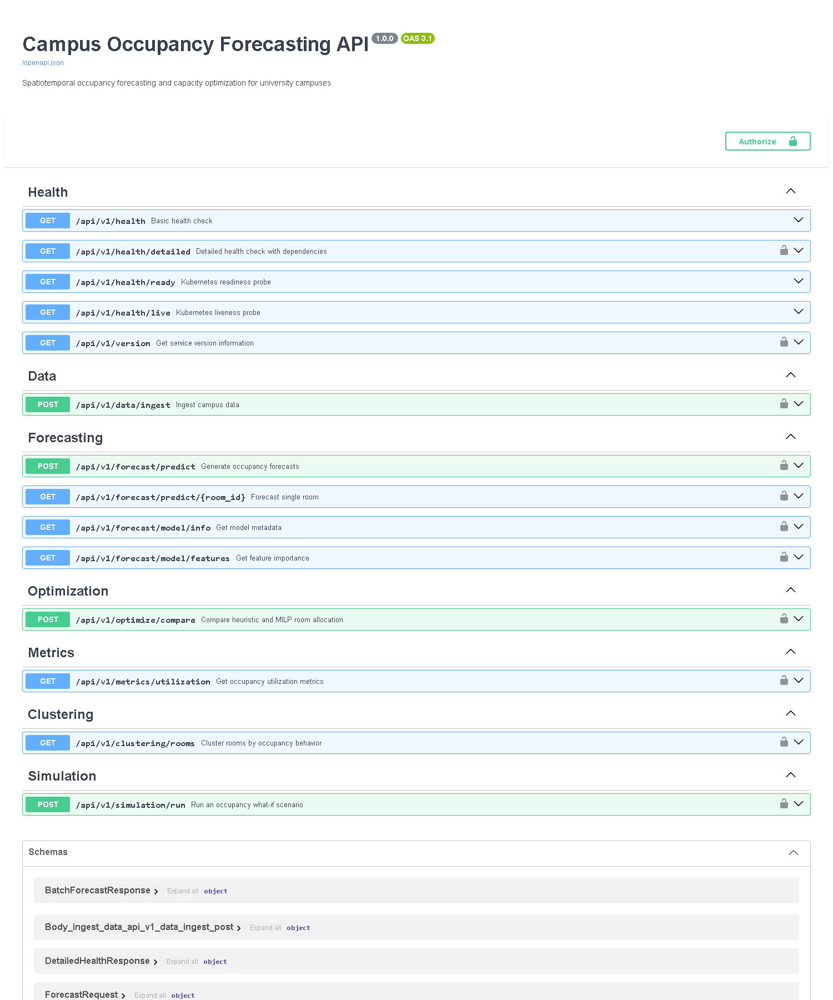 Campus Occupancy Forecasting API 1.0.0 OAS 3.1
/openapi.json
Spatiotemporal occupancy forecasting and capacity optimization for university campuses
Authorize
Health
GET /api/v1/health Basic health check
GET /api/v1/health/detailed Detailed health check with dependencies
GET /api/v1/health/ready Kubernetes readiness probe
GET /api/v1/health/live Kubernetes liveness probe
GET /api/v1/version Get service version information
Data
POST /api/v1/data/ingest Ingest campus data
Forecasting
POST /api/v1/forecast/predict Generate occupancy forecasts
GET /api/v1/forecast/predict/{room_id} Forecast single room
GET /api/v1/forecast/model/info Get model metadata
GET /api/v1/forecast/model/features Get feature importance
Optimization
POST /api/v1/optimize/compare Compare heuristic and MILP room allocation
Metrics
GET /api/v1/metrics/utilization Get occupancy utilization metrics
Clustering
GET /api/v1/clustering/rooms Cluster rooms by occupancy behavior
Simulation
POST /api/v1/simulation/run Run an occupancy what-if scenario
Schemas
BatchForecastResponse Expand all object
Body_ingest_data_api_v1_data_ingest_post Expand all object
DetailedHealthResponse Expand all object
ForecastRequest Expand all object